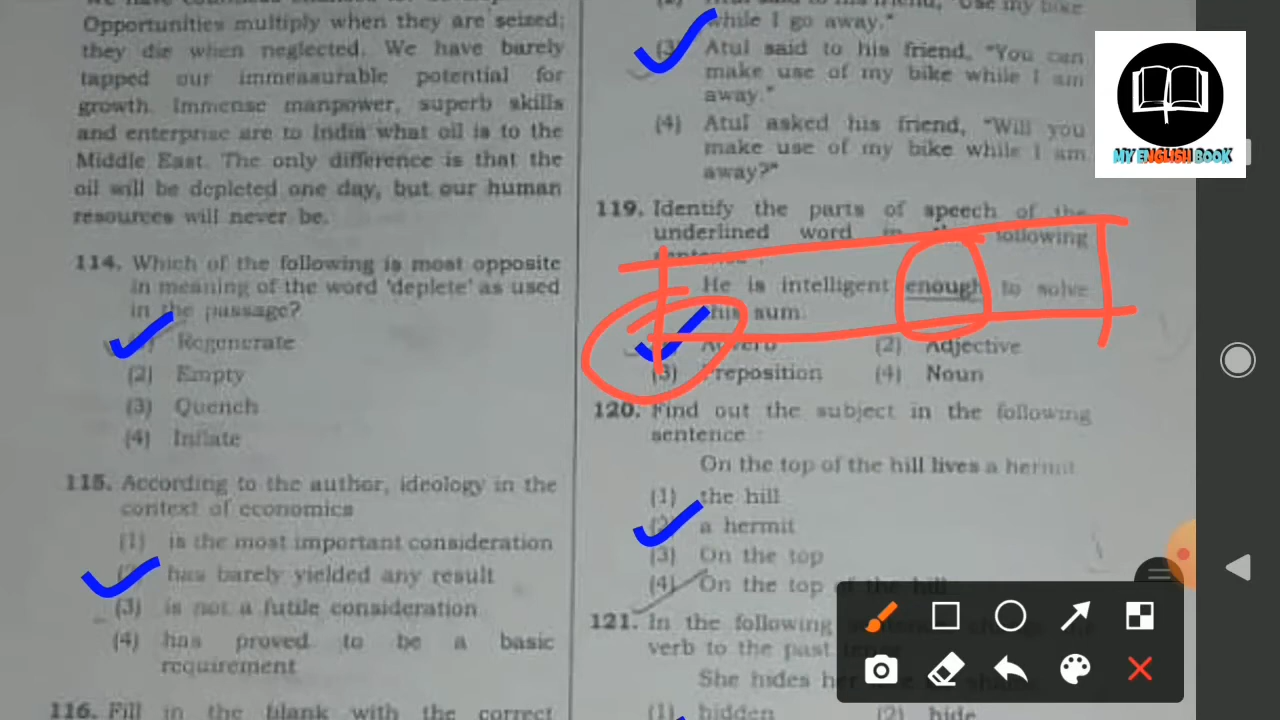 Opportunities multiply when they are seized;
they die when neglected. We have barely
tapped our immeasurable potential for
growth. Immense manpower, superb skills
and enterprise are to India what oil is to the
Middle East. The only difference is that the
oil will be depleted one day, but our human
resources will never be.
114. Which of the following is most opposite
in meaning of the word 'deplete' as used
in the passage?
Regenerate
(2) Empty
(3) Quench
(4) Inflate
115. According to the author, ideology in the
context of economics
(1) is the most important consideration
has barely yielded any result
(3) is not a futile consideration
(4) has proved to be a basic
requirement
116. Fill in the blank with the correct
while I go away."
(3) Atul said to his friend, "You can
make use of my bike while I am
away."
(4) Atul asked his friend, "Will you
make use of my bike while I am
away?"
119. Identify the parts of speech of the
underlined word in the following
He is intelligent enough to solve
this sum.
Adverb (2) Adjective
(3) Preposition (4) Noun
120. Find out the subject in the following
sentence :
On the top of the hill lives a hermit
(1) the hill
(2) a hermit
(3) On the top
(4) On the top of the hill
121. In the following
verb to the past
She hides her
(1) hidden (2) hide
MY ENGLISH BOOK